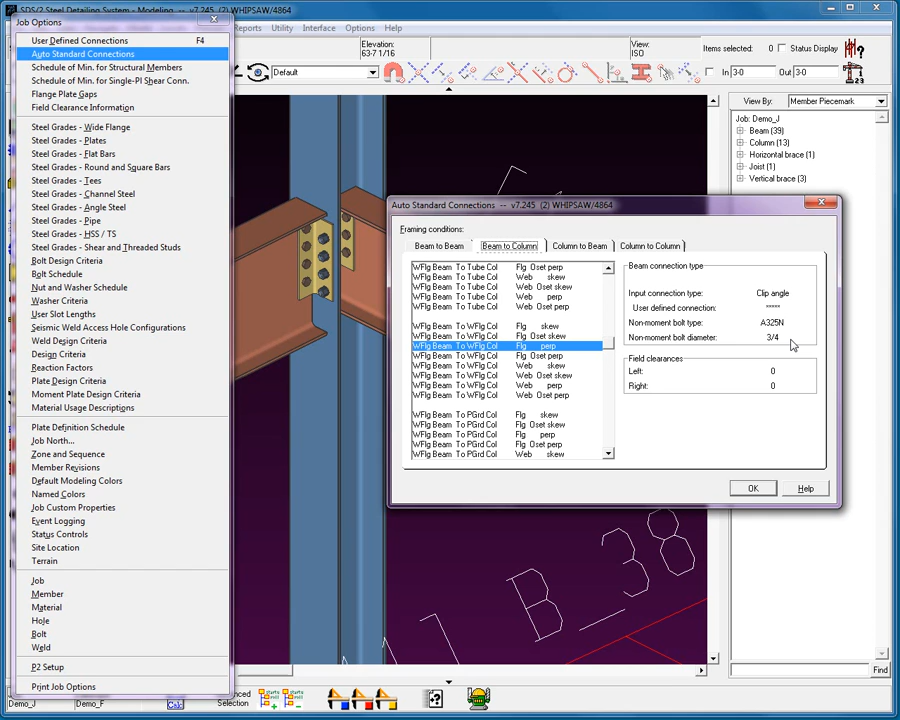 SDS/2 Steel Detailing System - Modeling -- v7.245 WHIPSAW/4864
Job Options
Reports Utility Interface Options Help
Elevation:
63-7 1/16
View:
ISO
Items selected: 0 Status Display
Default
In 3-0 Out 3-0
User Defined Connections F4
Auto Standard Connections
Schedule of Min. for Structural Members
Schedule of Min. for Single-Pl Shear Conn.
Flange Plate Gaps
Field Clearance Information
Steel Grades - Wide Flange
Steel Grades - Plates
Steel Grades - Flat Bars
Steel Grades - Round and Square Bars
Steel Grades - Tees
Steel Grades - Channel Steel
Steel Grades - Angle Steel
Steel Grades - Pipe
Steel Grades - HSS / TS
Steel Grades - Shear and Threaded Studs
Bolt Design Criteria
Bolt Schedule
Nut and Washer Schedule
Washer Criteria
User Slot Lengths
Seismic Weld Access Hole Configurations
Weld Design Criteria
Design Criteria
Reaction Factors
Plate Design Criteria
Moment Plate Design Criteria
Material Usage Descriptions
Plate Definition Schedule
Job North...
Zone and Sequence
Member Revisions
Default Modeling Colors
Named Colors
Job Custom Properties
Event Logging
Status Controls
Site Location
Terrain
Job
Member
Material
Hole
Bolt
Weld
P2 Setup
Print Job Options
Auto Standard Connections -- v7.245 (2) WHIPSAW/4864
Framing conditions:
Beam to Beam Beam to Column Column to Beam Column to Column
WFlg Beam To Tube Col Flg Oset perp
WFlg Beam To Tube Col Web skew
WFlg Beam To Tube Col Web Oset skew
WFlg Beam To Tube Col Web perp
WFlg Beam To Tube Col Web Oset perp
WFlg Beam To WFlg Col Flg skew
WFlg Beam To WFlg Col Flg Oset skew
WFlg Beam To WFlg Col Flg perp
WFlg Beam To WFlg Col Flg Oset perp
WFlg Beam To WFlg Col Web skew
WFlg Beam To WFlg Col Web Oset skew
WFlg Beam To WFlg Col Web perp
WFlg Beam To WFlg Col Web Oset perp
WFlg Beam To PGrd Col Flg skew
WFlg Beam To PGrd Col Flg Oset skew
WFlg Beam To PGrd Col Flg perp
WFlg Beam To PGrd Col Flg Oset perp
WFlg Beam To PGrd Col Web skew
Beam connection type
Input connection type: Clip angle
User defined connection: *****
Non-moment bolt type: A325N
Non-moment bolt diameter: 3/4
Field clearances
Left: 0
Right: 0
OK Help
View By: Member Piecemark
Job: Demo_J
Beam (39)
Column (13)
Horizontal brace (1)
Joist (1)
Vertical brace (3)
Find
B_38
Demo_J Demo_F Calc
Selection